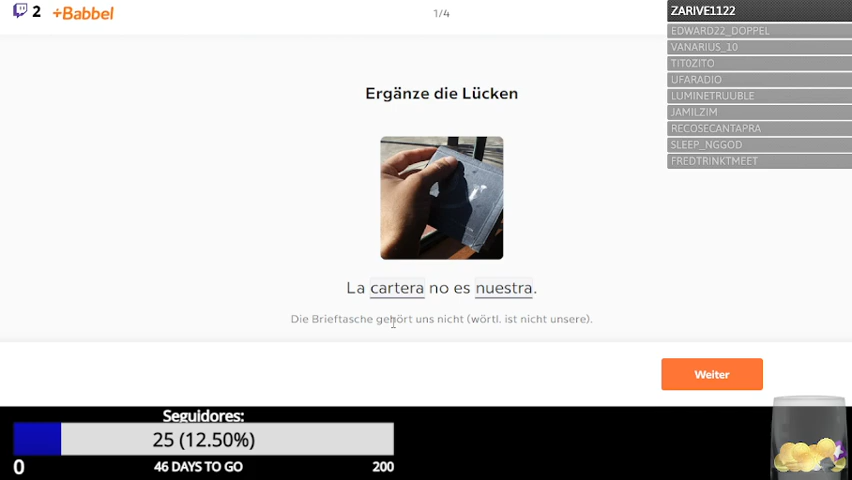 2
+Babbel
1/4
ZARIVE1122
EDWARD22_DOPPEL
VANARIUS_10
TIT0ZITO
UFARADIO
LUMINETRUUBLE
JAMILZIM
RECOSECANTAPRA
SLEEP_NGGOD
FREDTRINKTMEET
Ergänze die Lücken
La cartera no es nuestra.
Die Brieftasche gehört uns nicht (wörtl. ist nicht unsere).
Weiter
Seguidores:
25 (12.50%)
0
46 DAYS TO GO
200